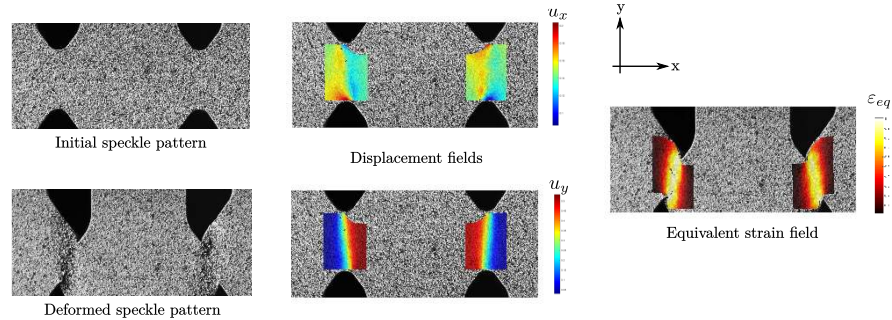 u_x
y
x
ε_eq
Initial speckle pattern
Displacement fields
u_y
Equivalent strain field
Deformed speckle pattern